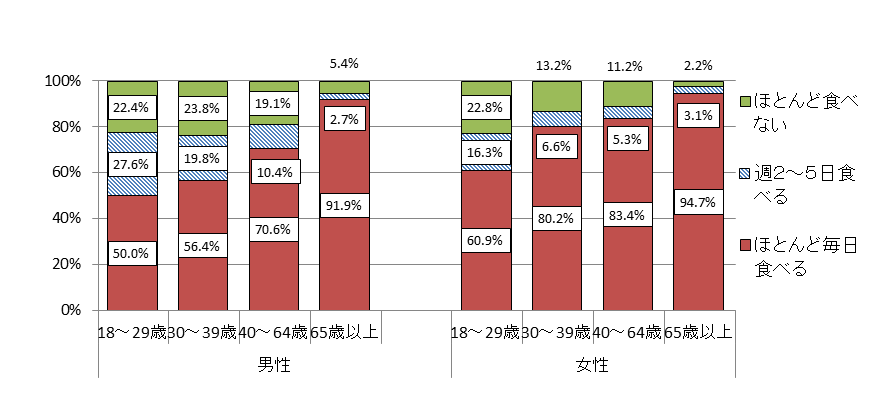 5.4% 13.2% 11.2% 2.2%
100%
22.4% 23.8% 19.1% 2.7% 22.8% 3.1%
ほとんど食べ
ない
80%
27.6% 19.8% 10.4% 16.3% 6.6% 5.3%
週２～５日食
べる
60%
50.0% 56.4% 70.6% 91.9% 60.9% 80.2% 83.4% 94.7%
40%
ほとんど毎日
食べる
20%
0%
18～29歳 30～39歳 40～64歳 65歳以上 18～29歳 30～39歳 40～64歳 65歳以上
男性 女性